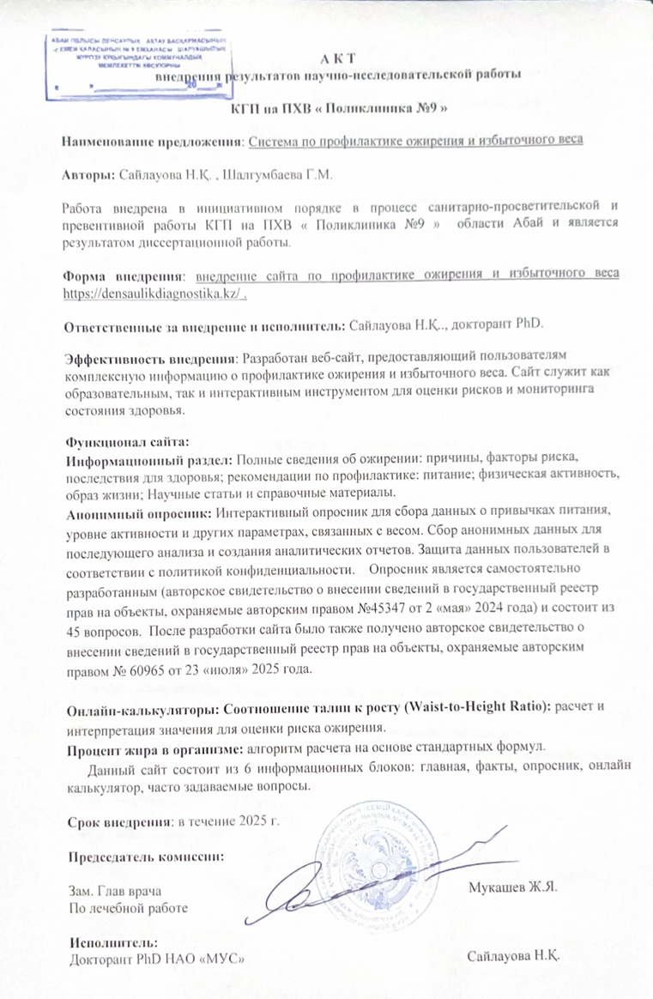 АБАЙ ОБЛЫСЫ ДЕНСАУЛЫҚ САҚТАУ БАСҚАРМАСЫНЫҢ
СЕМЕЙ ҚАЛАСЫНЫҢ № 9 ЕМХАНАСЫ ШАРУАШЫЛЫҚ
ЖҮРГІЗУ ҚҰҚЫҒЫНДАҒЫ КОММУНАЛДЫҚ
МЕМЛЕКЕТТІК КӘСІПОРНЫ
« » 20
А К Т
внедрения результатов научно-исследовательской работы
КГП на ПХВ « Поликлиника №9 »
Наименование предложения: Система по профилактике ожирения и избыточного веса
Авторы: Сайлауова Н.Қ. , Шалгумбаева Г.М.
Работа внедрена в инициативном порядке в процесс санитарно-просветительской и
превентивной работы КГП на ПХВ « Поликлиника №9 » области Абай и является
результатом диссертационной работы.
Форма внедрения: внедрение сайта по профилактике ожирения и избыточного веса
https://densaulikdiagnostika.kz/ .
Ответственные за внедрение и исполнитель: Сайлауова Н.Қ.., докторант PhD.
Эффективность внедрения: Разработан веб-сайт, предоставляющий пользователям
комплексную информацию о профилактике ожирения и избыточного веса. Сайт служит как
образовательным, так и интерактивным инструментом для оценки рисков и мониторинга
состояния здоровья.
Функционал сайта:
Информационный раздел: Полные сведения об ожирении: причины, факторы риска,
последствия для здоровья; рекомендации по профилактике: питание; физическая активность,
образ жизни; Научные статьи и справочные материалы.
Анонимный опросник: Интерактивный опросник для сбора данных о привычках питания,
уровне активности и других параметрах, связанных с весом. Сбор анонимных данных для
последующего анализа и создания аналитических отчетов. Защита данных пользователей в
соответствии с политикой конфиденциальности. Опросник является самостоятельно
разработанным (авторское свидетельство о внесении сведений в государственный реестр
прав на объекты, охраняемые авторским правом №45347 от 2 «мая» 2024 года) и состоит из
45 вопросов. После разработки сайта было также получено авторское свидетельство о
внесении сведений в государственный реестр прав на объекты, охраняемые авторским
правом № 60965 от 23 «июля» 2025 года.
Онлайн-калькуляторы: Соотношение талии к росту (Waist-to-Height Ratio): расчет и
интерпретация значения для оценки риска ожирения.
Процент жира в организме: алгоритм расчета на основе стандартных формул.
Данный сайт состоит из 6 информационных блоков: главная, факты, опросник, онлайн
калькулятор, часто задаваемые вопросы.
Срок внедрения: в течение 2025 г.
Председатель комиссии:
Зам. Глав врача Мукашев Ж.Я.
По лечебной работе
Исполнитель:
Докторант PhD НАО «МУС» Сайлауова Н.Қ.